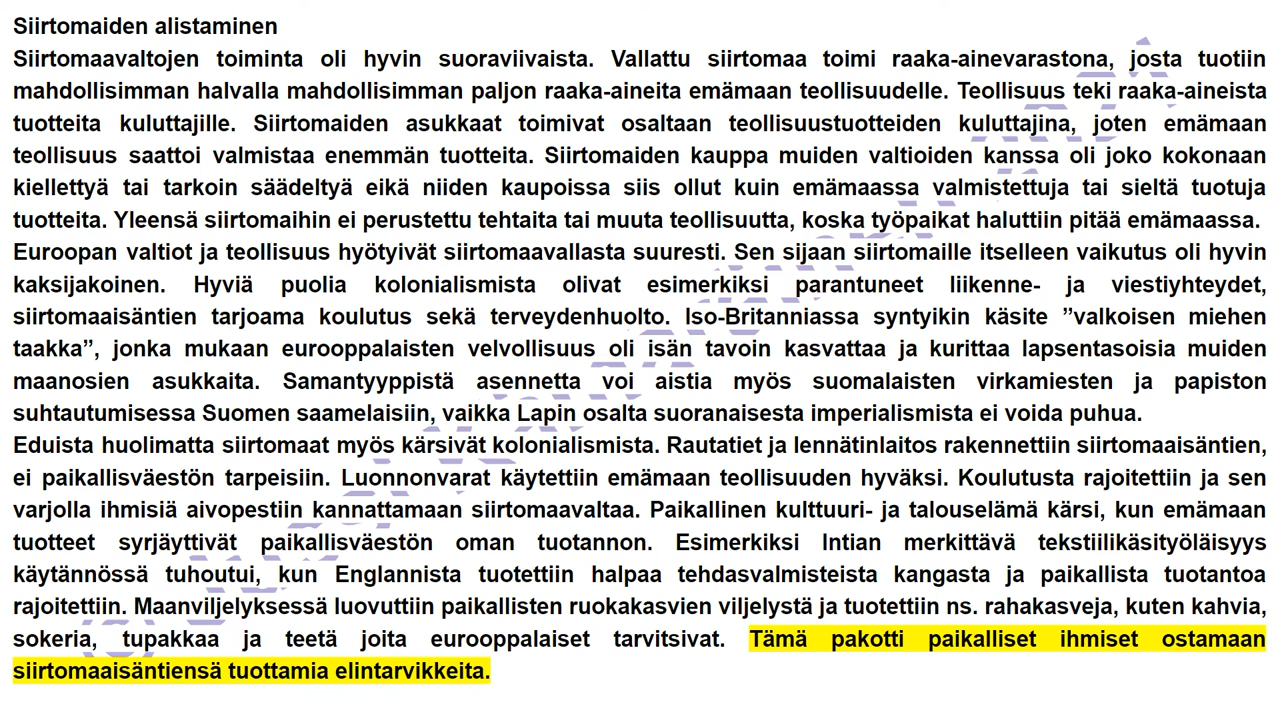 Siirtomaiden alistaminen
Siirtomaavaltojen toiminta oli hyvin suoraviivaista. Vallattu siirtomaa toimi raaka-ainevarastona, josta tuotiin
mahdollisimman halvalla mahdollisimman paljon raaka-aineita emämaan teollisuudelle. Teollisuus teki raaka-aineista
tuotteita kuluttajille. Siirtomaiden asukkaat toimivat osaltaan teollisuustuotteiden kuluttajina, joten emämaan
teollisuus saattoi valmistaa enemmän tuotteita. Siirtomaiden kauppa muiden valtioiden kanssa oli joko kokonaan
kiellettyä tai tarkoin säädeltyä eikä niiden kaupoissa siis ollut kuin emämaassa valmistettuja tai sieltä tuotuja
tuotteita. Yleensä siirtomaihin ei perustettu tehtaita tai muuta teollisuutta, koska työpaikat haluttiin pitää emämaassa.
Euroopan valtiot ja teollisuus hyötyivät siirtomaavallasta suuresti. Sen sijaan siirtomaille itselleen vaikutus oli hyvin
kaksijakoinen. Hyviä puolia kolonialismista olivat esimerkiksi parantuneet liikenne- ja viestiyhteydet,
siirtomaaisäntien tarjoama koulutus sekä terveydenhuolto. Iso-Britanniassa syntyikin käsite ”valkoisen miehen
taakka”, jonka mukaan eurooppalaisten velvollisuus oli isän tavoin kasvattaa ja kurittaa lapsentasoisia muiden
maanosien asukkaita. Samantyyppistä asennetta voi aistia myös suomalaisten virkamiesten ja papiston
suhtautumisessa Suomen saamelaisiin, vaikka Lapin osalta suoranaisesta imperialismista ei voida puhua.
Eduista huolimatta siirtomaat myös kärsivät kolonialismista. Rautatiet ja lennätinlaitos rakennettiin siirtomaaisäntien,
ei paikallisväestön tarpeisiin. Luonnonvarat käytettiin emämaan teollisuuden hyväksi. Koulutusta rajoitettiin ja sen
varjolla ihmisiä aivopestiin kannattamaan siirtomaavaltaa. Paikallinen kulttuuri- ja talouselämä kärsi, kun emämaan
tuotteet syrjäyttivät paikallisväestön oman tuotannon. Esimerkiksi Intian merkittävä tekstiilikäsityöläisyys
käytännössä tuhoutui, kun Englannista tuotettiin halpaa tehdasvalmisteista kangasta ja paikallista tuotantoa
rajoitettiin. Maanviljelyksessä luovuttiin paikallisten ruokakasvien viljelystä ja tuotettiin ns. rahakasveja, kuten kahvia,
sokeria, tupakkaa ja teetä joita eurooppalaiset tarvitsivat. Tämä pakotti paikalliset ihmiset ostamaan
siirtomaaisäntiensä tuottamia elintarvikkeita.